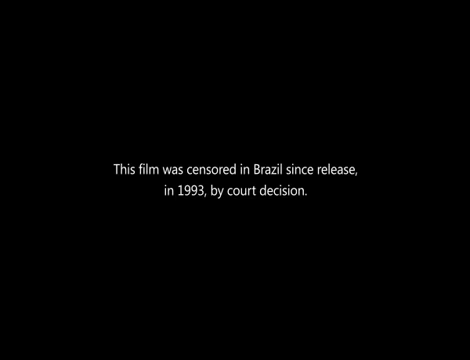 This film was censored in Brazil since release,
in 1993, by court decision.